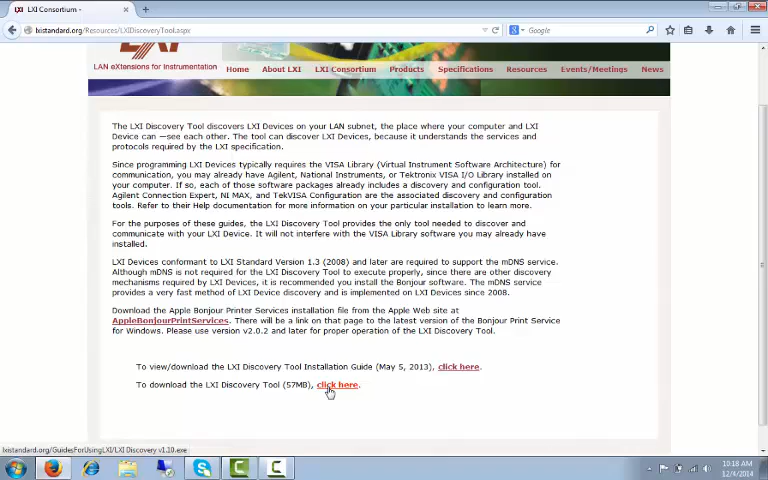 LXI Consortium -
lxistandard.org/Resources/LXIDiscoveryTool.aspx
Google
LXI
LAN eXtensions for Instrumentation
Home About LXI LXI Consortium Products Specifications Resources Events/Meetings News
The LXI Discovery Tool discovers LXI Devices on your LAN subnet, the place where your computer and LXI
Device can —see each other. The tool can discover LXI Devices, because it understands the services and
protocols required by the LXI specification.
Since programming LXI Devices typically requires the VISA Library (Virtual Instrument Software Architecture) for
communication, you may already have Agilent, National Instruments, or Tektronix VISA I/O Library installed on
your computer. If so, each of those software packages already includes a discovery and configuration tool.
Agilent Connection Expert, NI MAX, and TekVISA Configuration are the associated discovery and configuration
tools. Refer to their Help documentation for more information on your particular installation to learn more.
For the purposes of these guides, the LXI Discovery Tool provides the only tool needed to discover and
communicate with your LXI Device. It will not interfere with the VISA Library software you may already have
installed.
LXI Devices conformant to LXI Standard Version 1.3 (2008) and later are required to support the mDNS service.
Although mDNS is not required for the LXI Discovery Tool to execute properly, since there are other discovery
mechanisms required by LXI Devices, it is recommended you install the Bonjour software. The mDNS service
provides a very fast method of LXI Device discovery and is implemented on LXI Devices since 2008.
Download the Apple Bonjour Printer Services installation file from the Apple Web site at
AppleBonjourPrintServices. There will be a link on that page to the latest version of the Bonjour Print Service
for Windows. Please use version v2.0.2 and later for proper operation of the LXI Discovery Tool.
To view/download the LXI Discovery Tool Installation Guide (May 5, 2013), click here.
To download the LXI Discovery Tool (57MB), click here.
lxistandard.org/GuidesForUsingLXI/LXI Discovery v1.10.exe
10:18 AM
12/4/2014